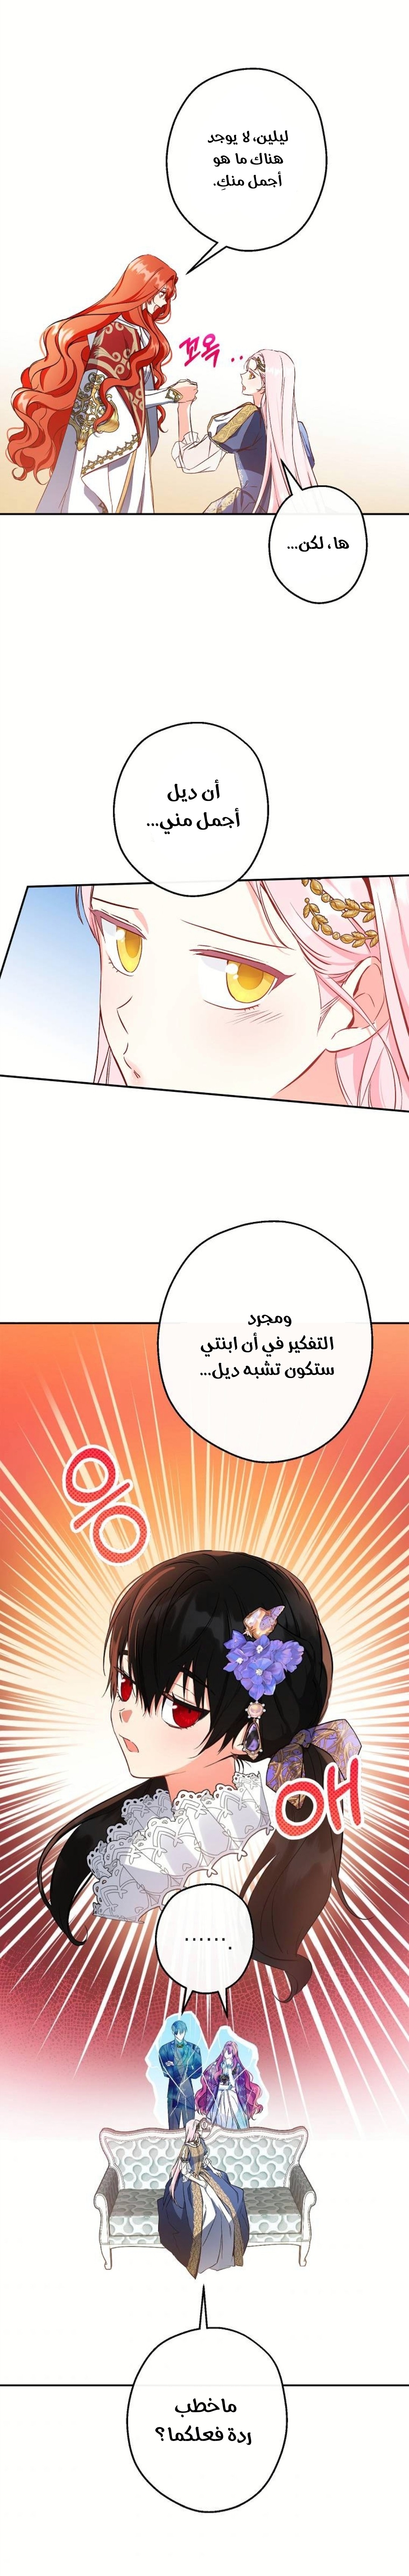 ليلين، لا يوجد
هناك ما هو
أجمل منكِ.
꼬옥..
ها، لكن...
أن ديل
أجمل مني...
ومجرد
التفكير في أن ابنتي
ستكون تشبه ديل...
응
OH
.......
ماخطب
ردة فعلكما؟